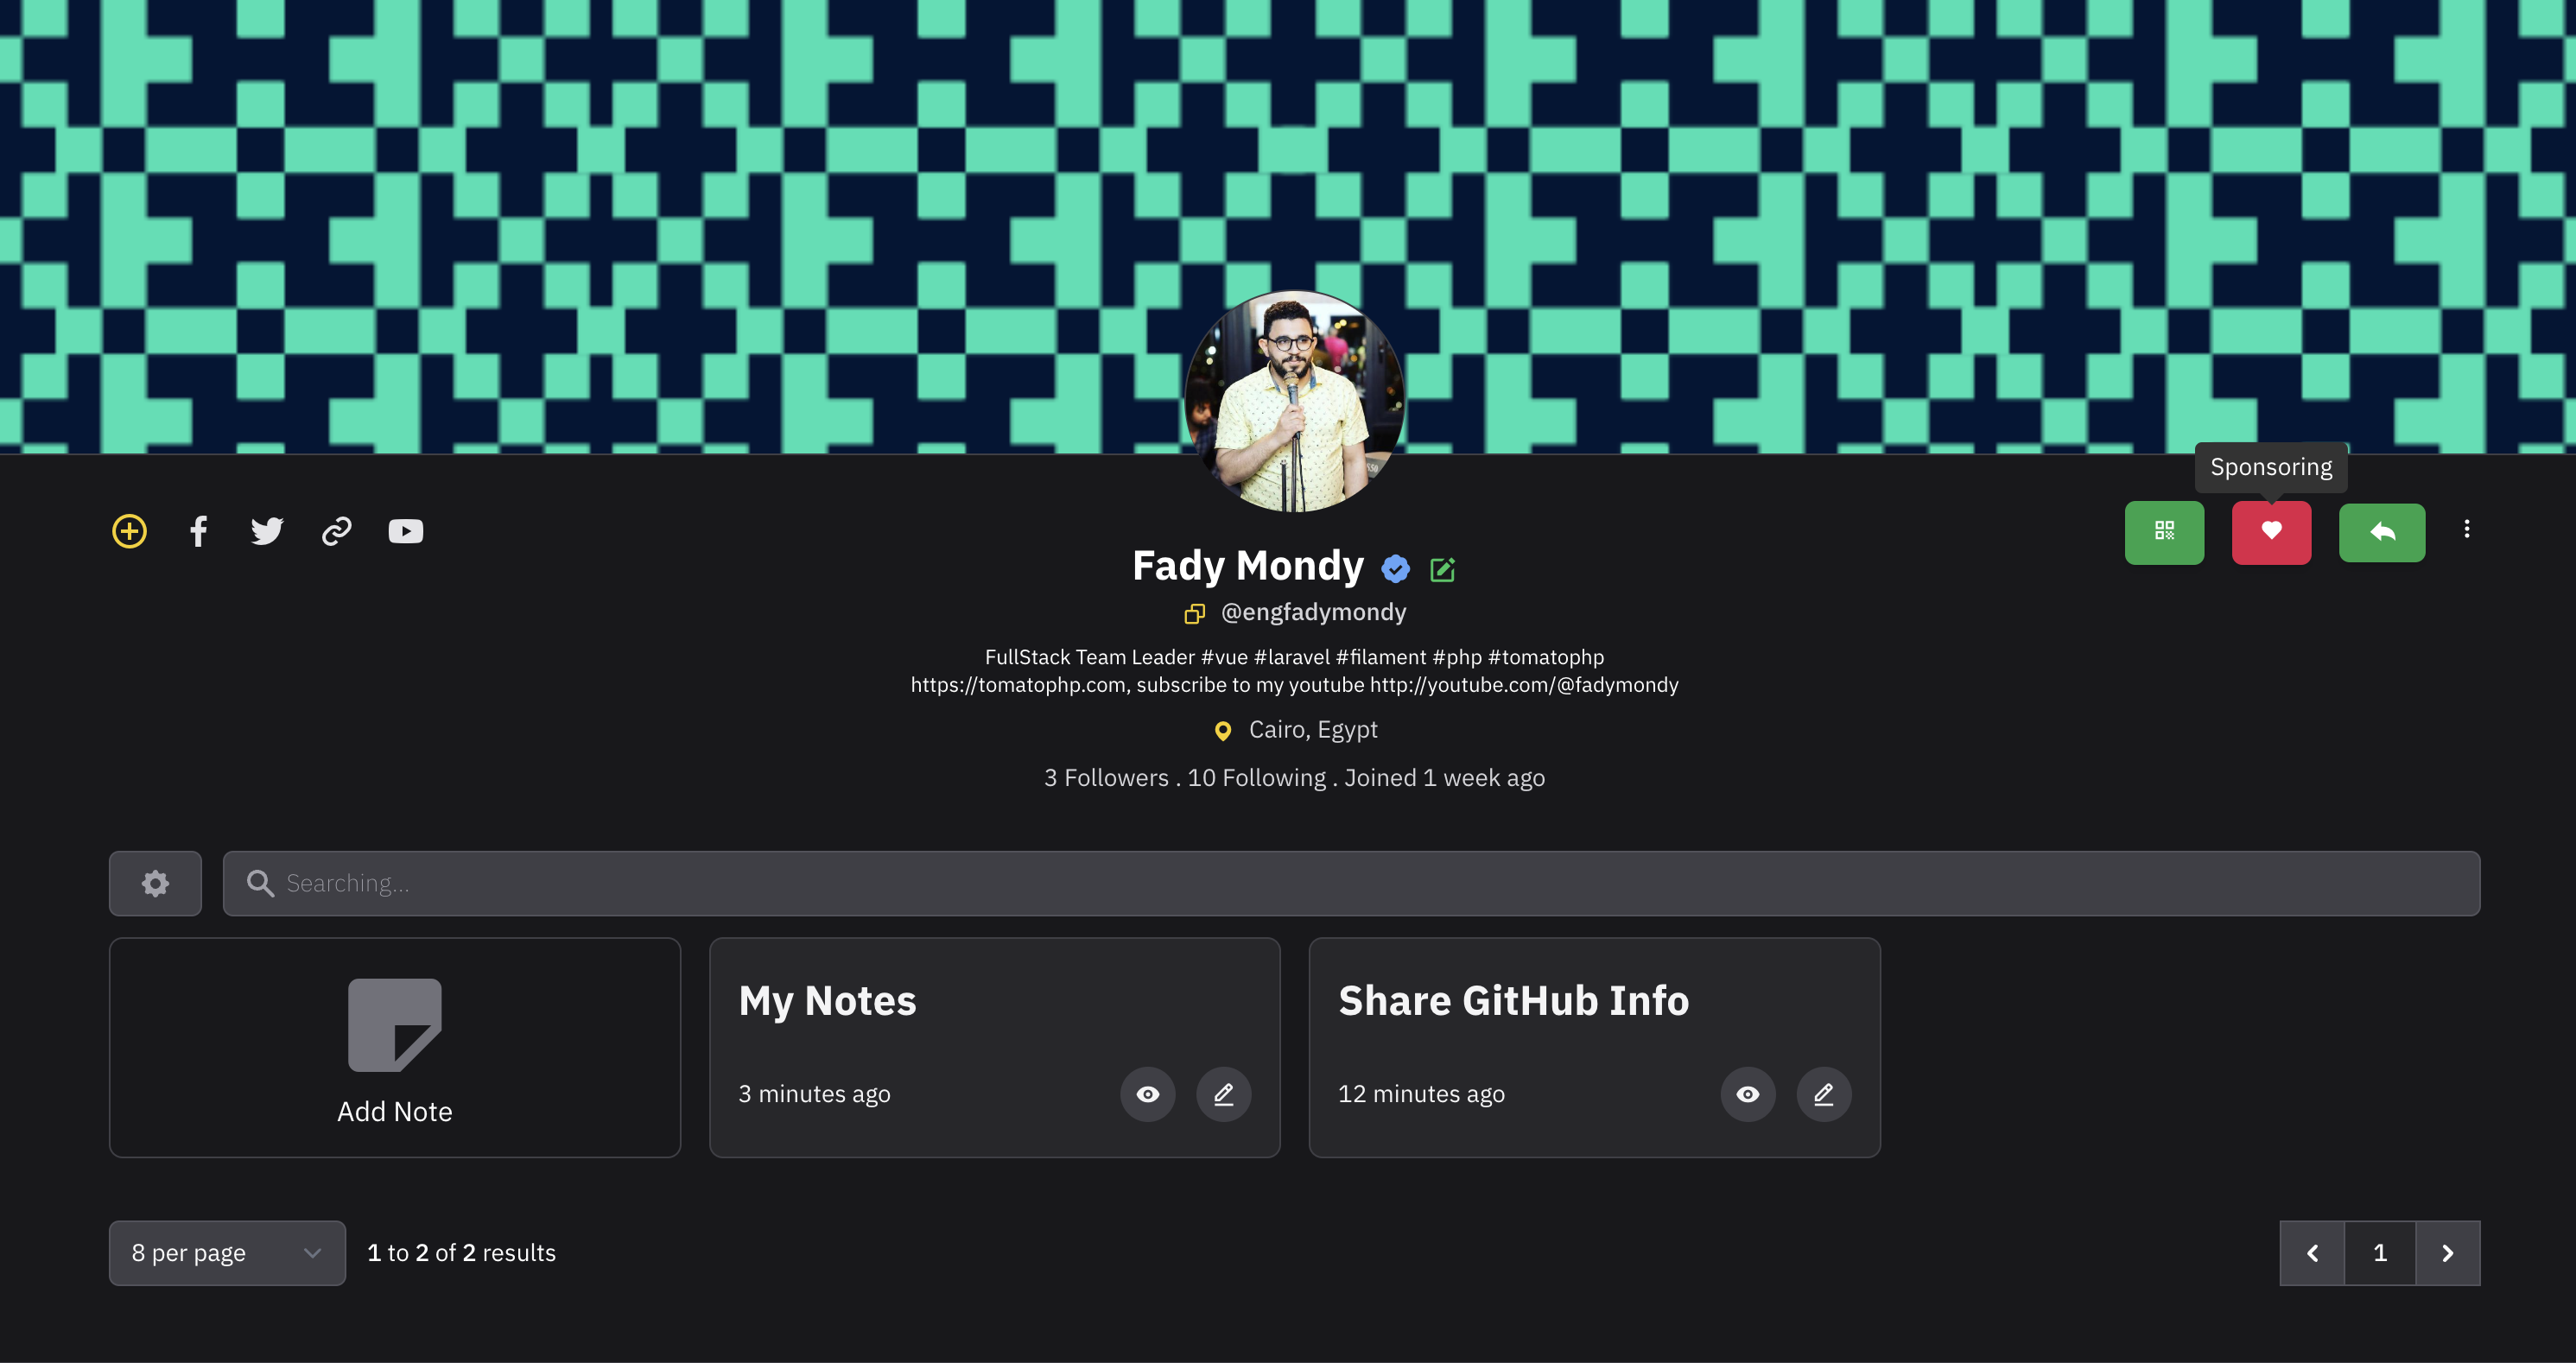 Sponsoring
Fady Mondy
@engfadymondy
FullStack Team Leader #vue #laravel #filament #php #tomatophp
https://tomatophp.com, subscribe to my youtube http://youtube.com/@fadymondy
Cairo, Egypt
3 Followers . 10 Following . Joined 1 week ago
Searching...
Add Note
My Notes
3 minutes ago
Share GitHub Info
12 minutes ago
8 per page
1 to 2 of 2 results
1